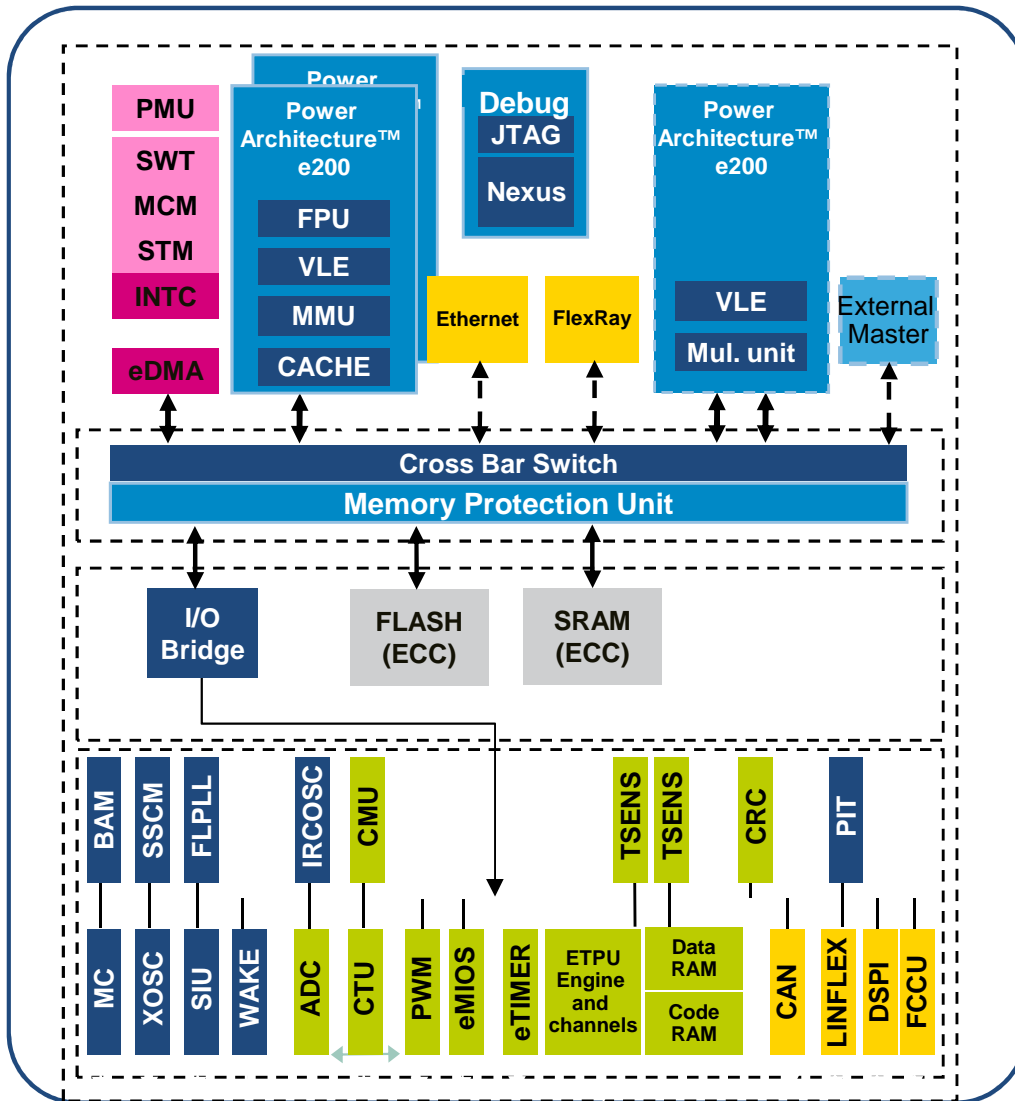 Power
PMU
SWT
MCM
STM
INTC
eDMA
Power
Architecture™
e200
FPU
VLE
MMU
CACHE
Debug
JTAG
Nexus
Ethernet
FlexRay
Power
Architecture™
e200
VLE
Mul. unit
External
Master
Cross Bar Switch
Memory Protection Unit
I/O
Bridge
FLASH
(ECC)
SRAM
(ECC)
BAM
SSCM
FLPLL
IRCOSC
CMU
TSENS
TSENS
CRC
PIT
MC
XOSC
SIU
WAKE
ADC
CTU
PWM
eMIOS
eTIMER
ETPU
Engine
and
channels
Data
RAM
Code
RAM
CAN
LINFLEX
DSPI
FCCU